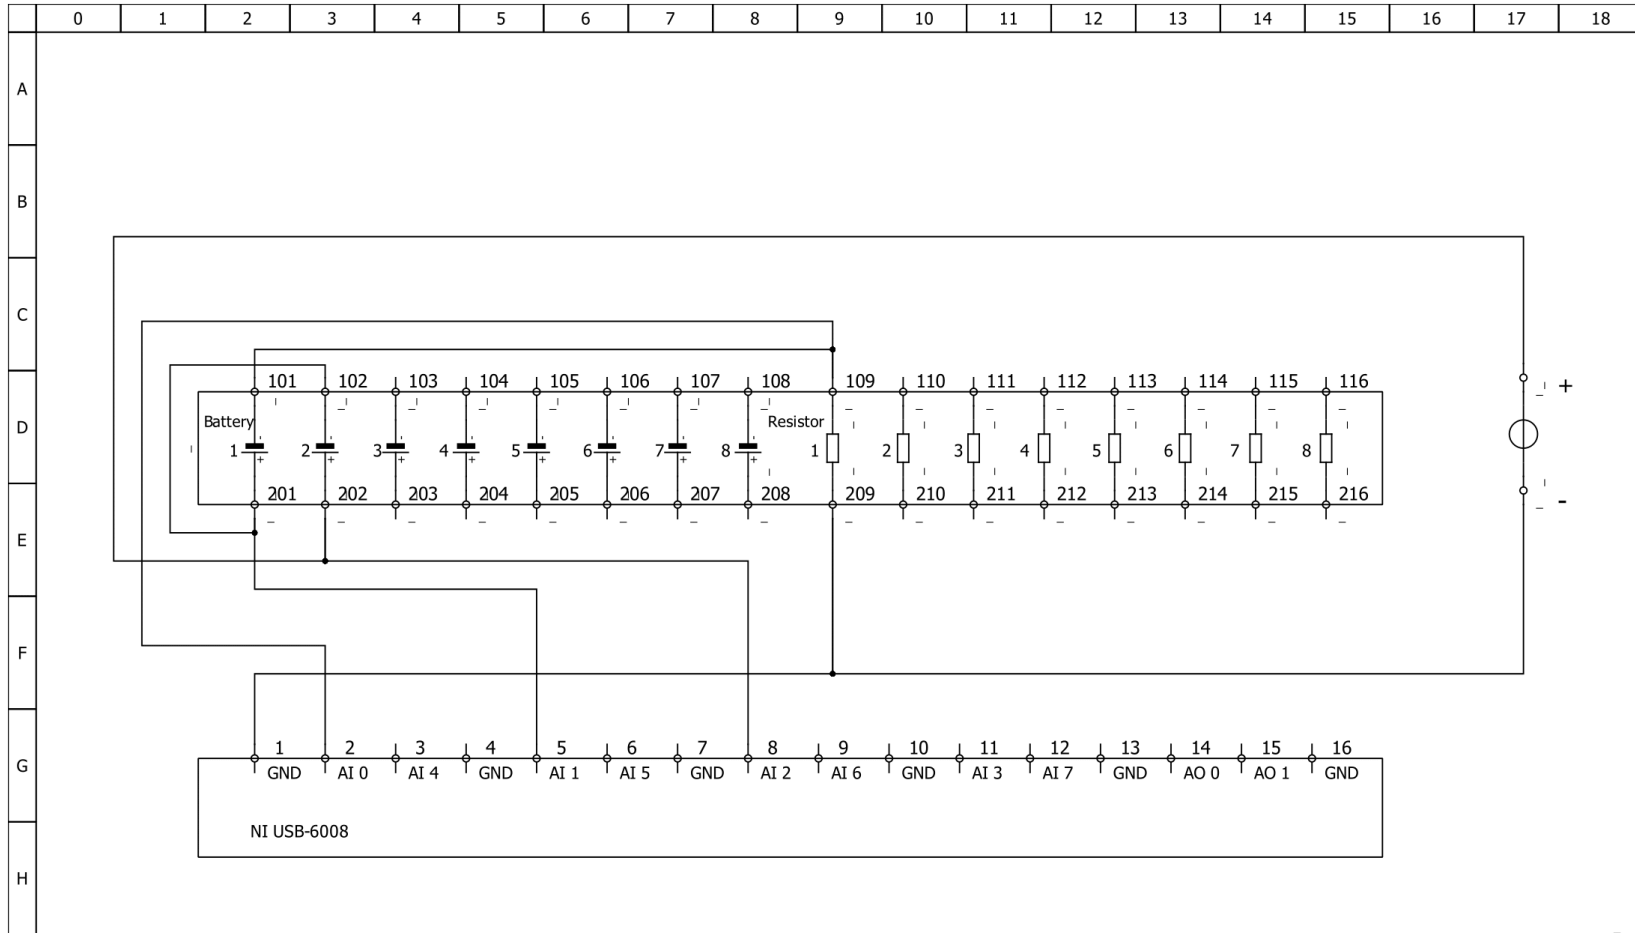 0 1 2 3 4 5 6 7 8 9 10 11 12 13 14 15 16 17 18
A
B
C
101 102 103 104 105 106 107 108 109 110 111 112 113 114 115 116
+
D
Battery Resistor
1 2 3 4 5 6 7 8 1 2 3 4 5 6 7 8
201 202 203 204 205 206 207 208 209 210 211 212 213 214 215 216
-
E
F
1 2 3 4 5 6 7 8 9 10 11 12 13 14 15 16
G
GND AI 0 AI 4 GND AI 1 AI 5 GND AI 2 AI 6 GND AI 3 AI 7 GND AO 0 AO 1 GND
NI USB-6008
H